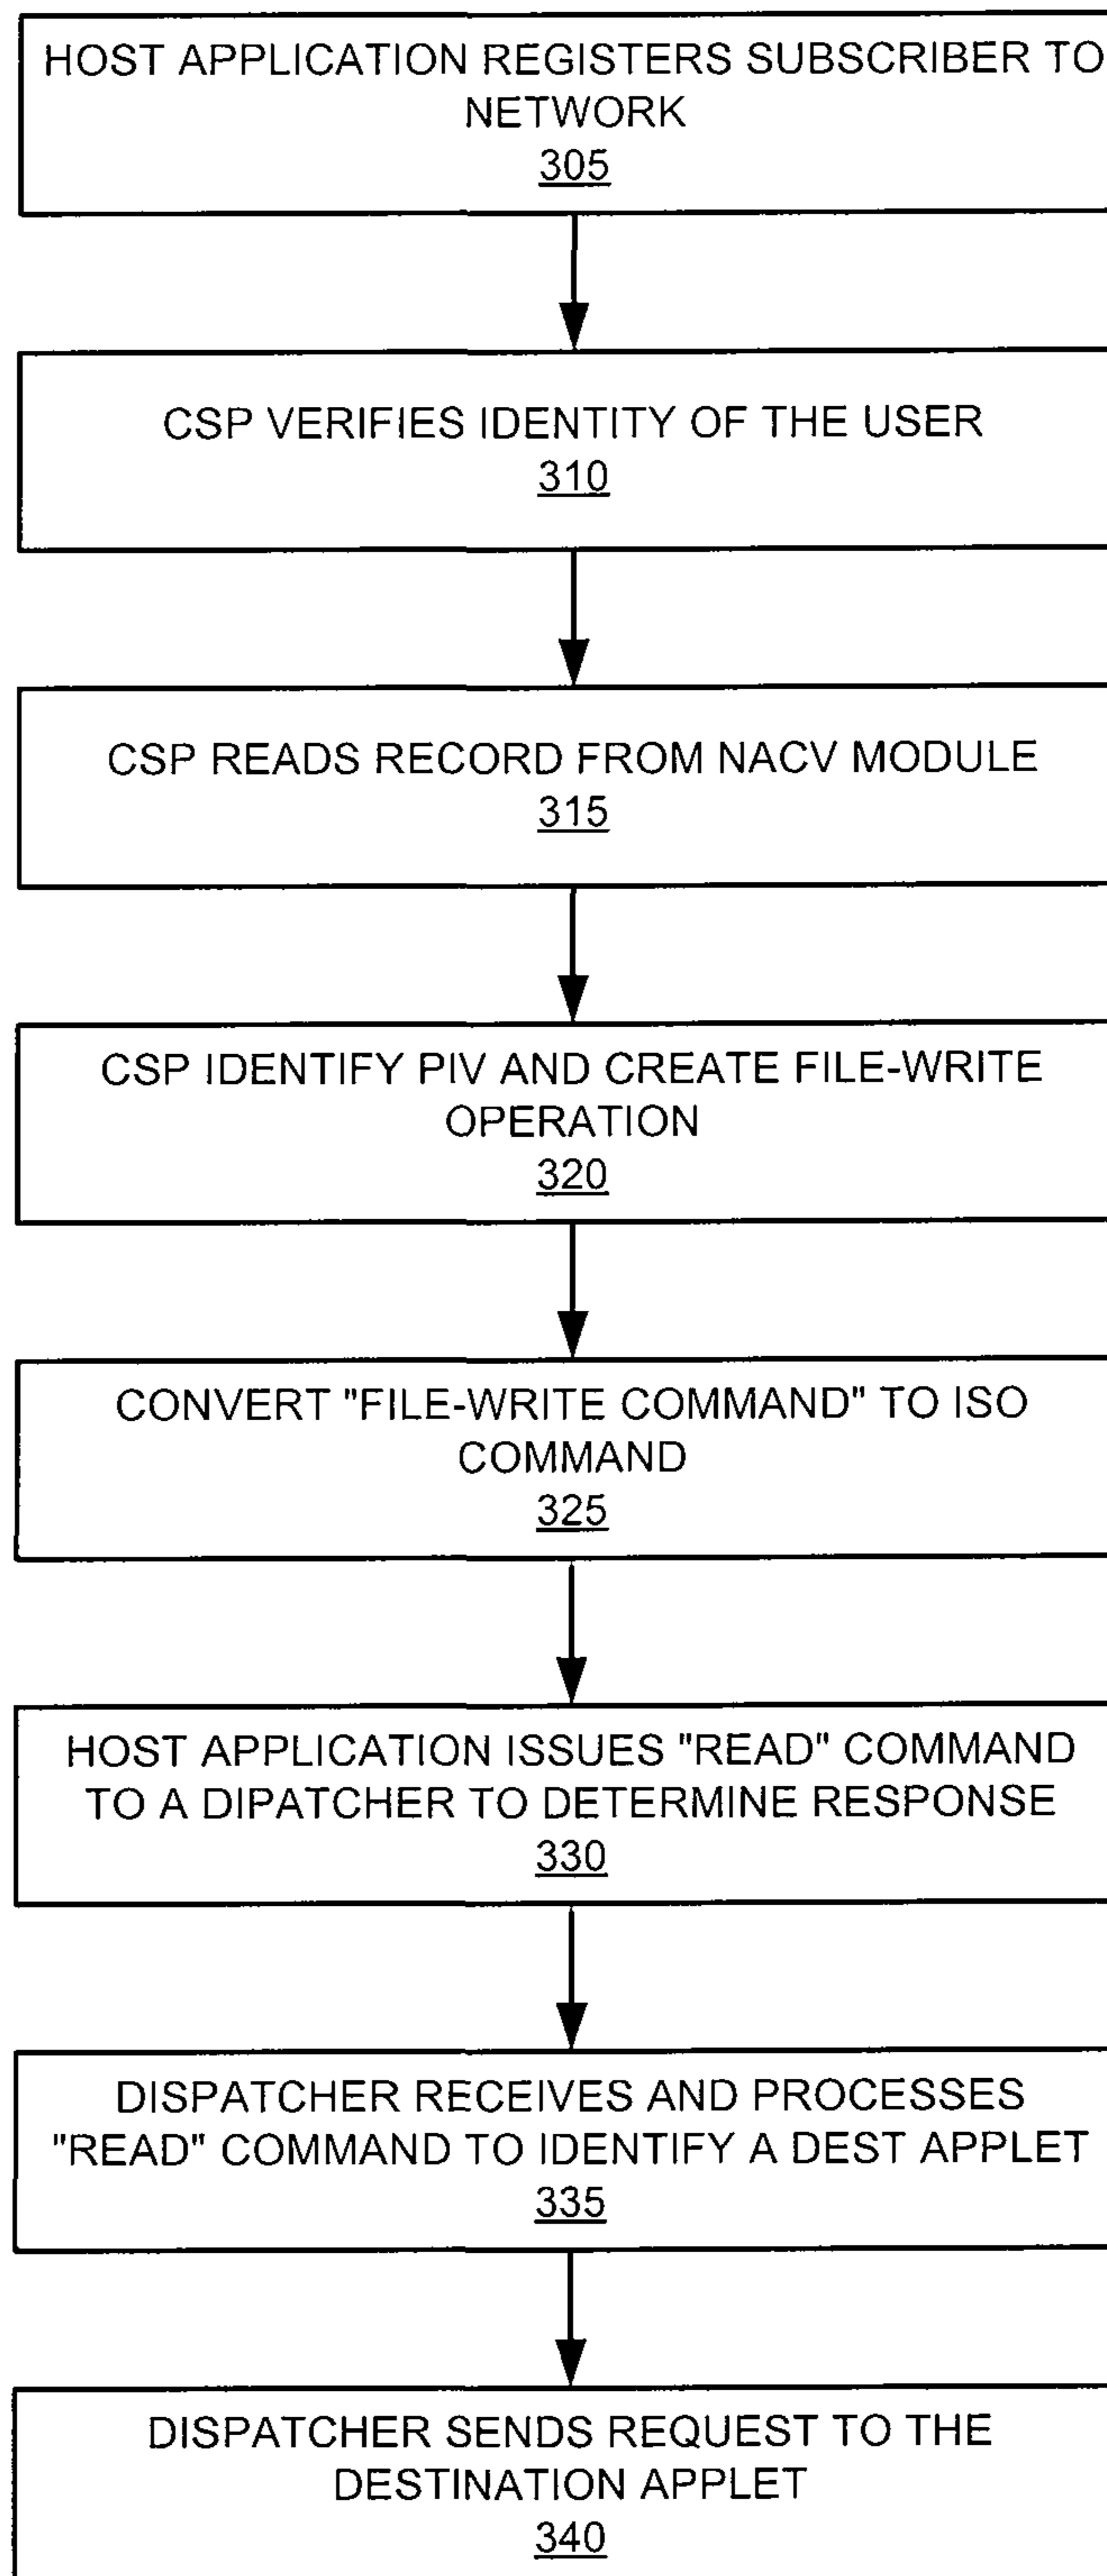 HOST APPLICATION REGISTERS SUBSCRIBER TO
NETWORK
305
CSP VERIFIES IDENTITY OF THE USER
310
CSP READS RECORD FROM NACV MODULE
315
CSP IDENTIFY PIV AND CREATE FILE-WRITE
OPERATION
320
CONVERT "FILE-WRITE COMMAND" TO ISO
COMMAND
325
HOST APPLICATION ISSUES "READ" COMMAND
TO A DIPATCHER TO DETERMINE RESPONSE
330
DISPATCHER RECEIVES AND PROCESSES
"READ" COMMAND TO IDENTIFY A DEST APPLET
335
DISPATCHER SENDS REQUEST TO THE
DESTINATION APPLET
340